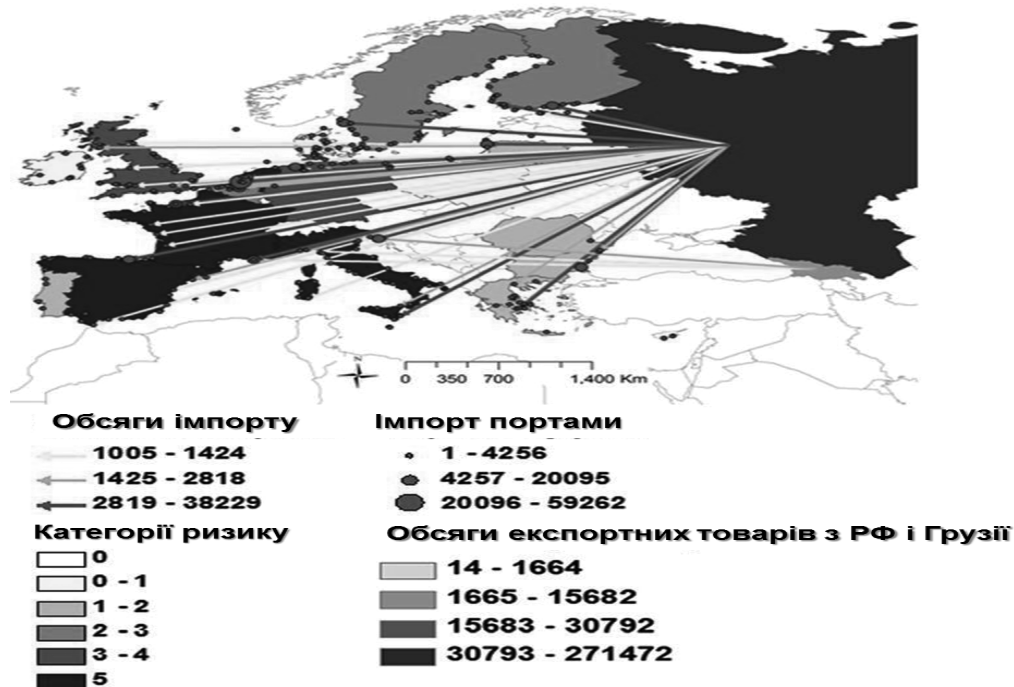 N
0 350 700 1,400 Km
Обсяги імпорту
1005 - 1424
1425 - 2818
2819 - 38229
Імпорт портами
1 - 4256
4257 - 20095
20096 - 59262
Категорії ризику
0
0 - 1
1 - 2
2 - 3
3 - 4
5
Обсяги експортних товарів з РФ і Грузії
14 - 1664
1665 - 15682
15683 - 30792
30793 - 271472